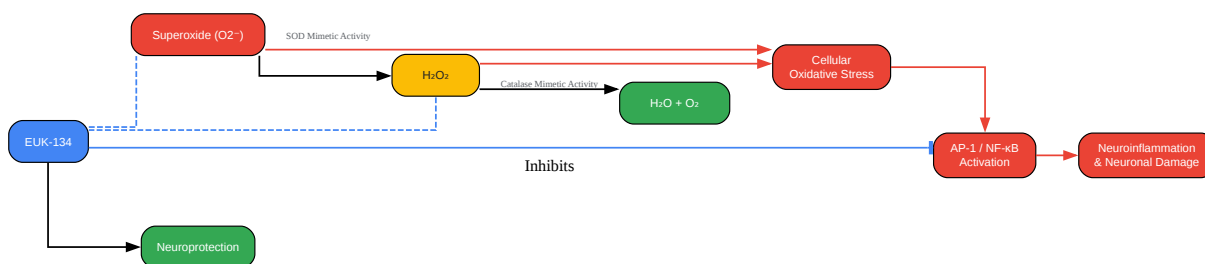 Superoxide (O2⁻)
SOD Mimetic Activity
H₂O₂
Cellular
Oxidative Stress
Catalase Mimetic Activity
H₂O + O₂
EUK-134
Inhibits
AP-1 / NF-κB
Activation
Neuroinflammation
& Neuronal Damage
Neuroprotection